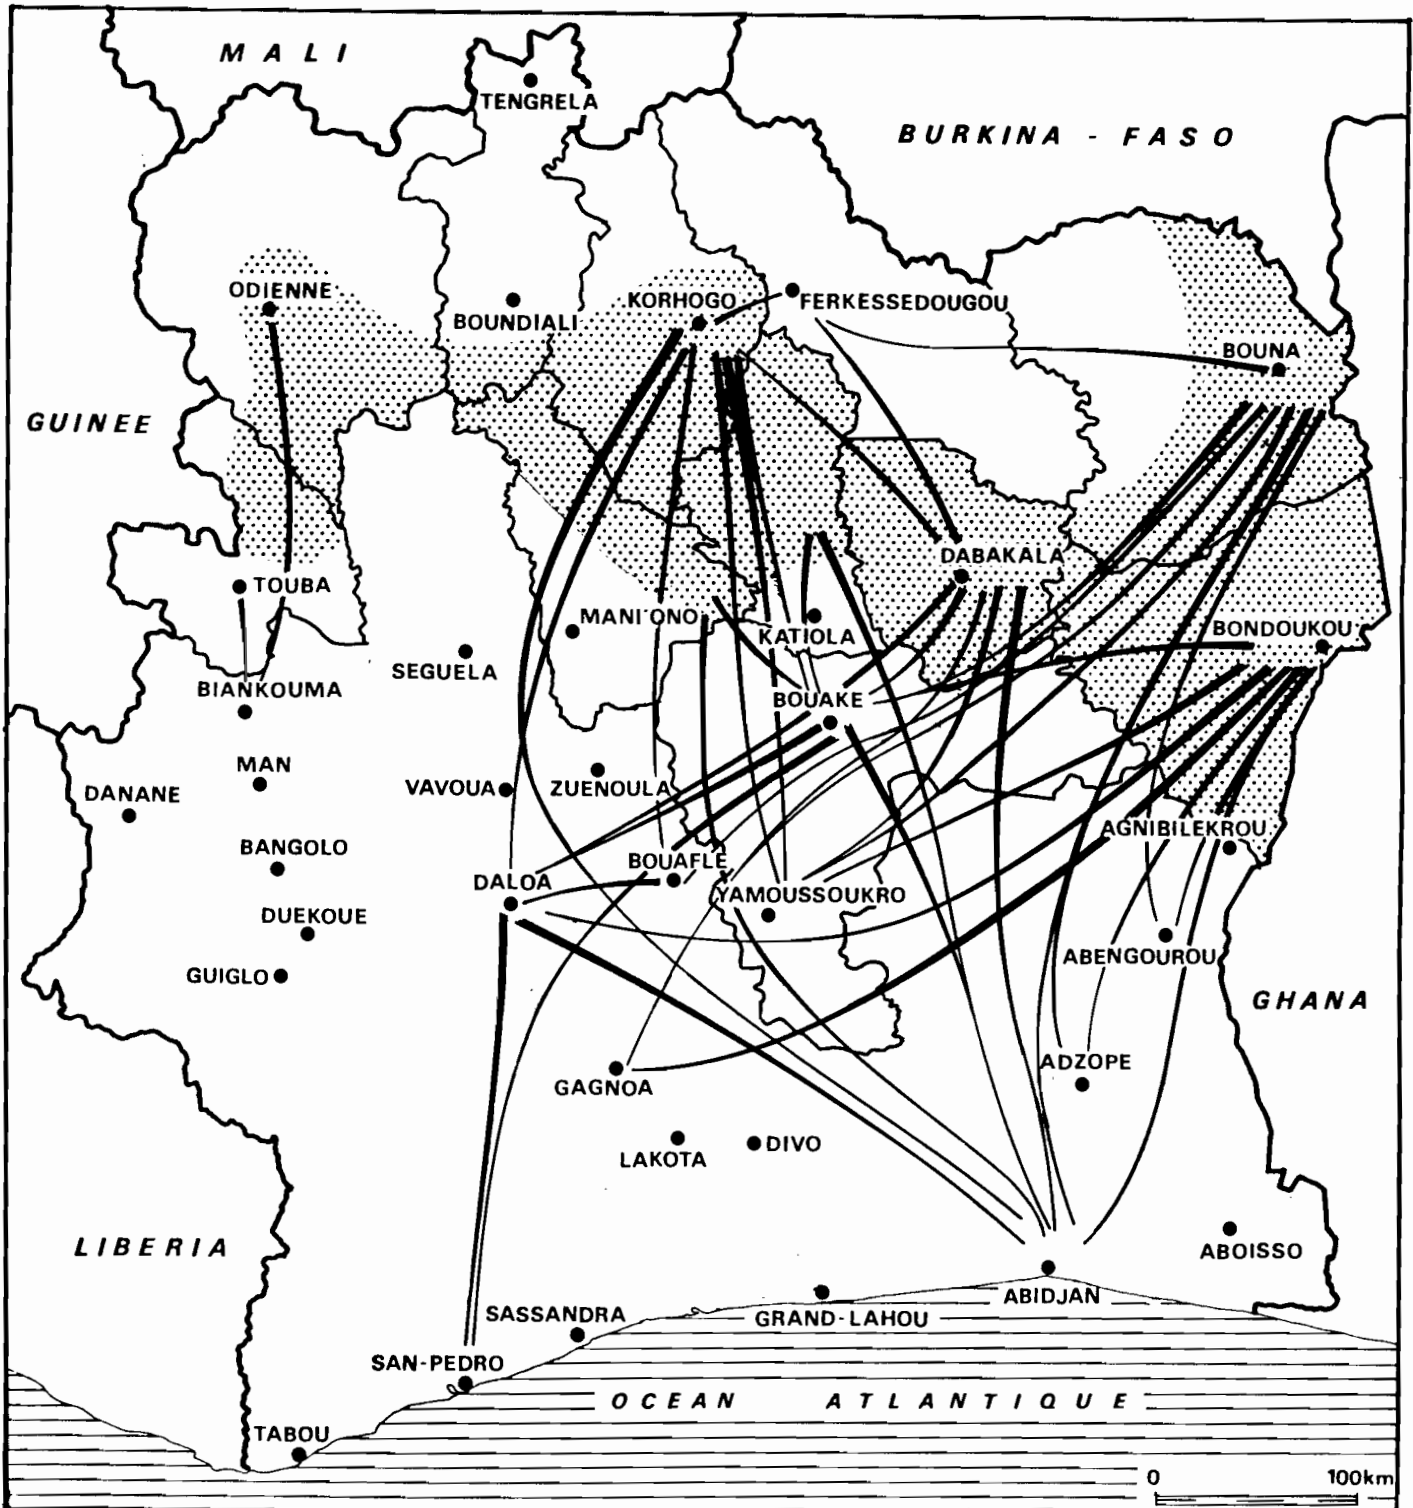 MALI
TENGRELA
BURKINA - FASO
ODIENNE
KORHOGO
FERKESSEDOUGOU
BOUNDIALI
BOUNA
GUINEE
DABAKALA
TOUBA
MANI ONO
KATIOLA
BONDOUKOU
SEGUELA
BIANKOUMA
BOUAKE
MAN
DANANE
VAVOUA
ZUENOULA
AGNIBILEKROU
BANGOLO
BOUAFLE
DALOA
YAMOUSSOUKRO
DUEKOUE
ABENGOUROU
GUIGLO
GHANA
ADZOPE
GAGNOA
LAKOTA
DIVO
LIBERIA
ABOISSO
ABIDJAN
SASSANDRA
GRAND-LAHOU
SAN-PEDRO
OCEAN ATLANTIQUE
TABOU
0 100km